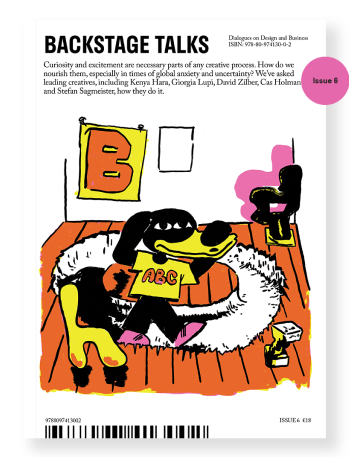 BACKSTAGE TALKS
Dialogues on Design and Business
ISBN: 978-80-974130-0-2
Curiosity and excitement are necessary parts of any creative process. How do we
nourish them, especially in times of global anxiety and uncertainty? We've asked
leading creatives, including Kenya Hara, Giorgia Lupi, David Zilber, Cas Holman
and Stefan Sagmeister, how they do it.
Issue 6
B
ABC
9788097413002
ISSUE 6 €18